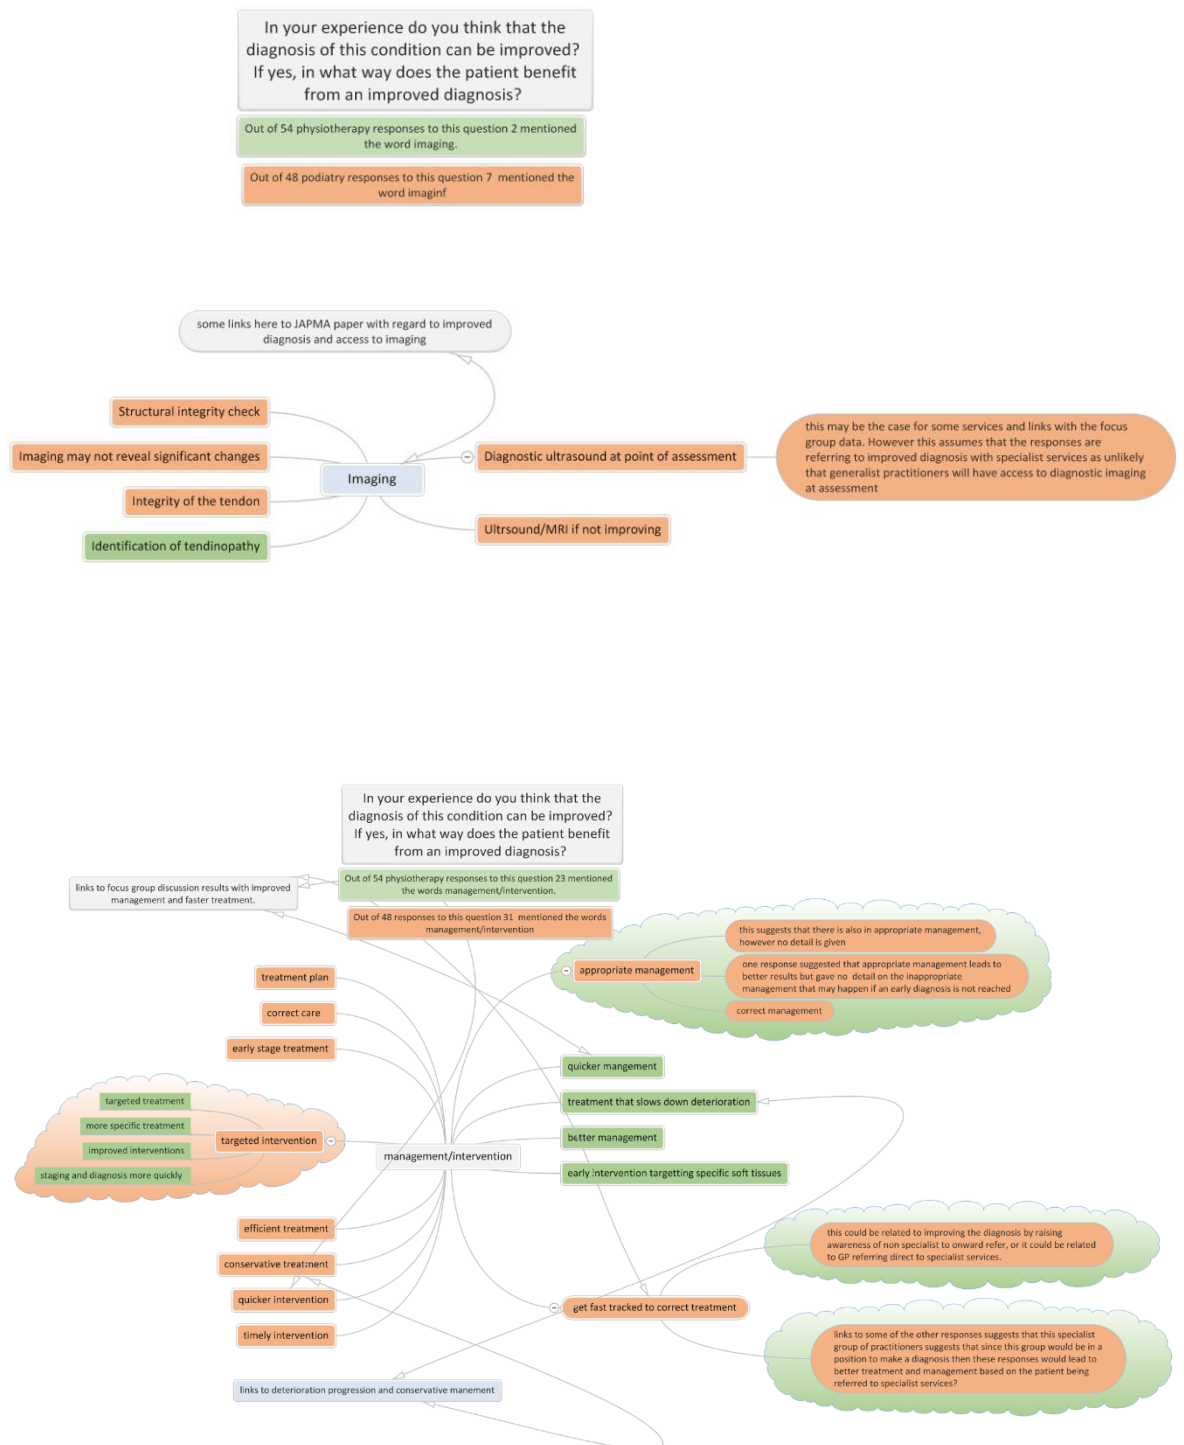 In your experience do you think that the
diagnosis of this condition can be improved?
If yes, in what way does the patient benefit
from an improved diagnosis?
Out of 54 physiotherapy responses to this question 2 mentioned
the word imaging.
Out of 48 podiatry responses to this question 7 mentioned the
word imaginf
some links here to JAPMA paper with regard to improved
diagnosis and access to imaging
Structural integrity check
Imaging may not reveal significant changes
Integrity of the tendon
Identification of tendinopathy
Imaging
Diagnostic ultrasound at point of assessment
Ultrsound/MRI if not improving
this may be the case for some services and links with the focus
group data. However this assumes that the responses are
referring to improved diagnosis with specialist services as unlikely
that generalist practitioners will have access to diagnostic imaging
at assessment
In your experience do you think that the
diagnosis of this condition can be improved?
If yes, in what way does the patient benefit
from an improved diagnosis?
Out of 54 physiotherapy responses to this question 23 mentioned
the words management/intervention.
Out of 48 responses to this question 31 mentioned the words
management/intervention
links to focus group discussion results with improved
management and faster treatment.
treatment plan
correct care
early stage treatment
targeted treatment
more specific treatment
improved interventions
staging and diagnosis more quickly
targeted intervention
efficient treatment
conservative treatment
quicker intervention
timely intervention
management/intervention
appropriate management
this suggests that there is also in appropriate management,
however no detail is given
one response suggested that appropriate management leads to
better results but gave no detail on the inappropriate
management that may happen if an early diagnosis is not reached
correct management
quicker mangement
treatment that slows down deterioration
better management
early intervention targetting specific soft tissues
get fast tracked to correct treatment
this could be related to improving the diagnosis by raising
awareness of non specialist to onward refer, or it could be related
to GP referring direct to specialist services.
links to some of the other responses suggests that this specialist
group of practitioners suggests that since this group would be in a
position to make a diagnosis then these responses would lead to
better treatment and management based on the patient being
referred to specialist services?
links to deterioration progression and conservative manement